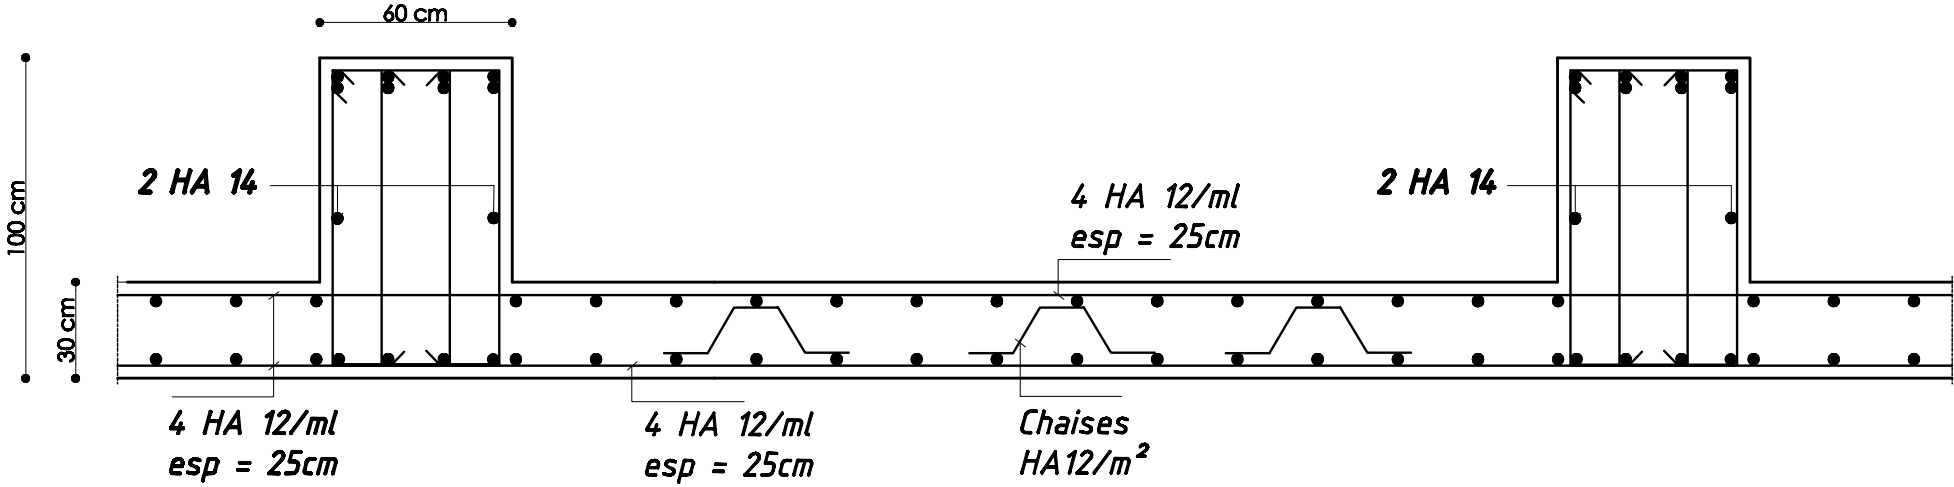 60 cm
100 cm
2 HA 14
4 HA 12/ml
esp = 25cm
2 HA 14
30 cm
4 HA 12/ml
esp = 25cm
4 HA 12/ml
esp = 25cm
Chaises
HA12/m²